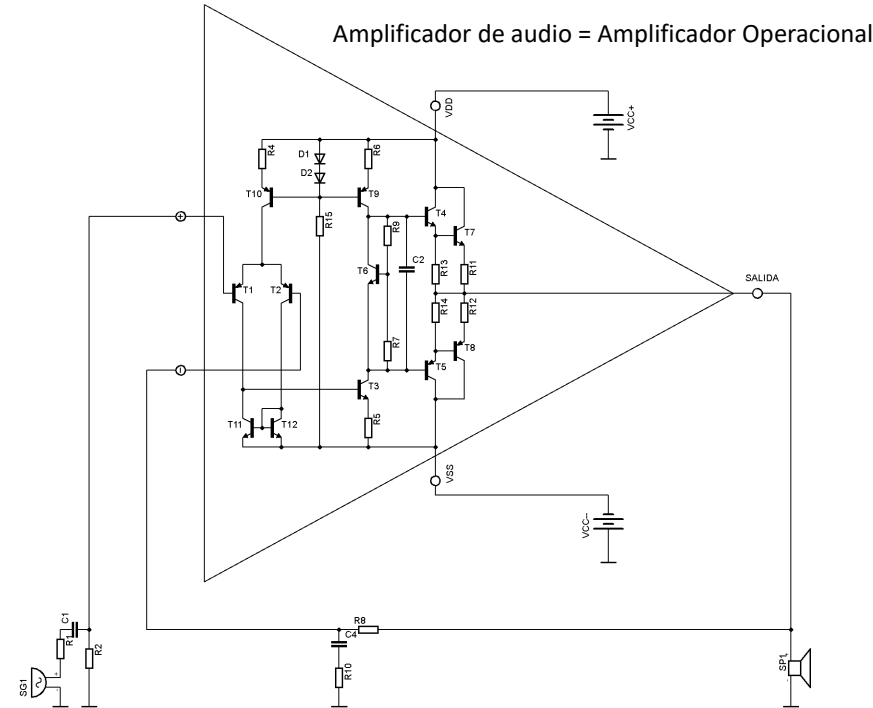 Amplificador de audio = Amplificador Operacional
VDD
VCC+
R4
D1
R6
D2
T10
T9
R15
R9
T4
T7
+
C2
R13
R11
T6
SALIDA
T1
T2
R14
R12
R7
T8
T5
–
T3
T11
T12
R5
VSS
VCC–
C1
R8
R1
R2
C4
R10
SP1
SG1